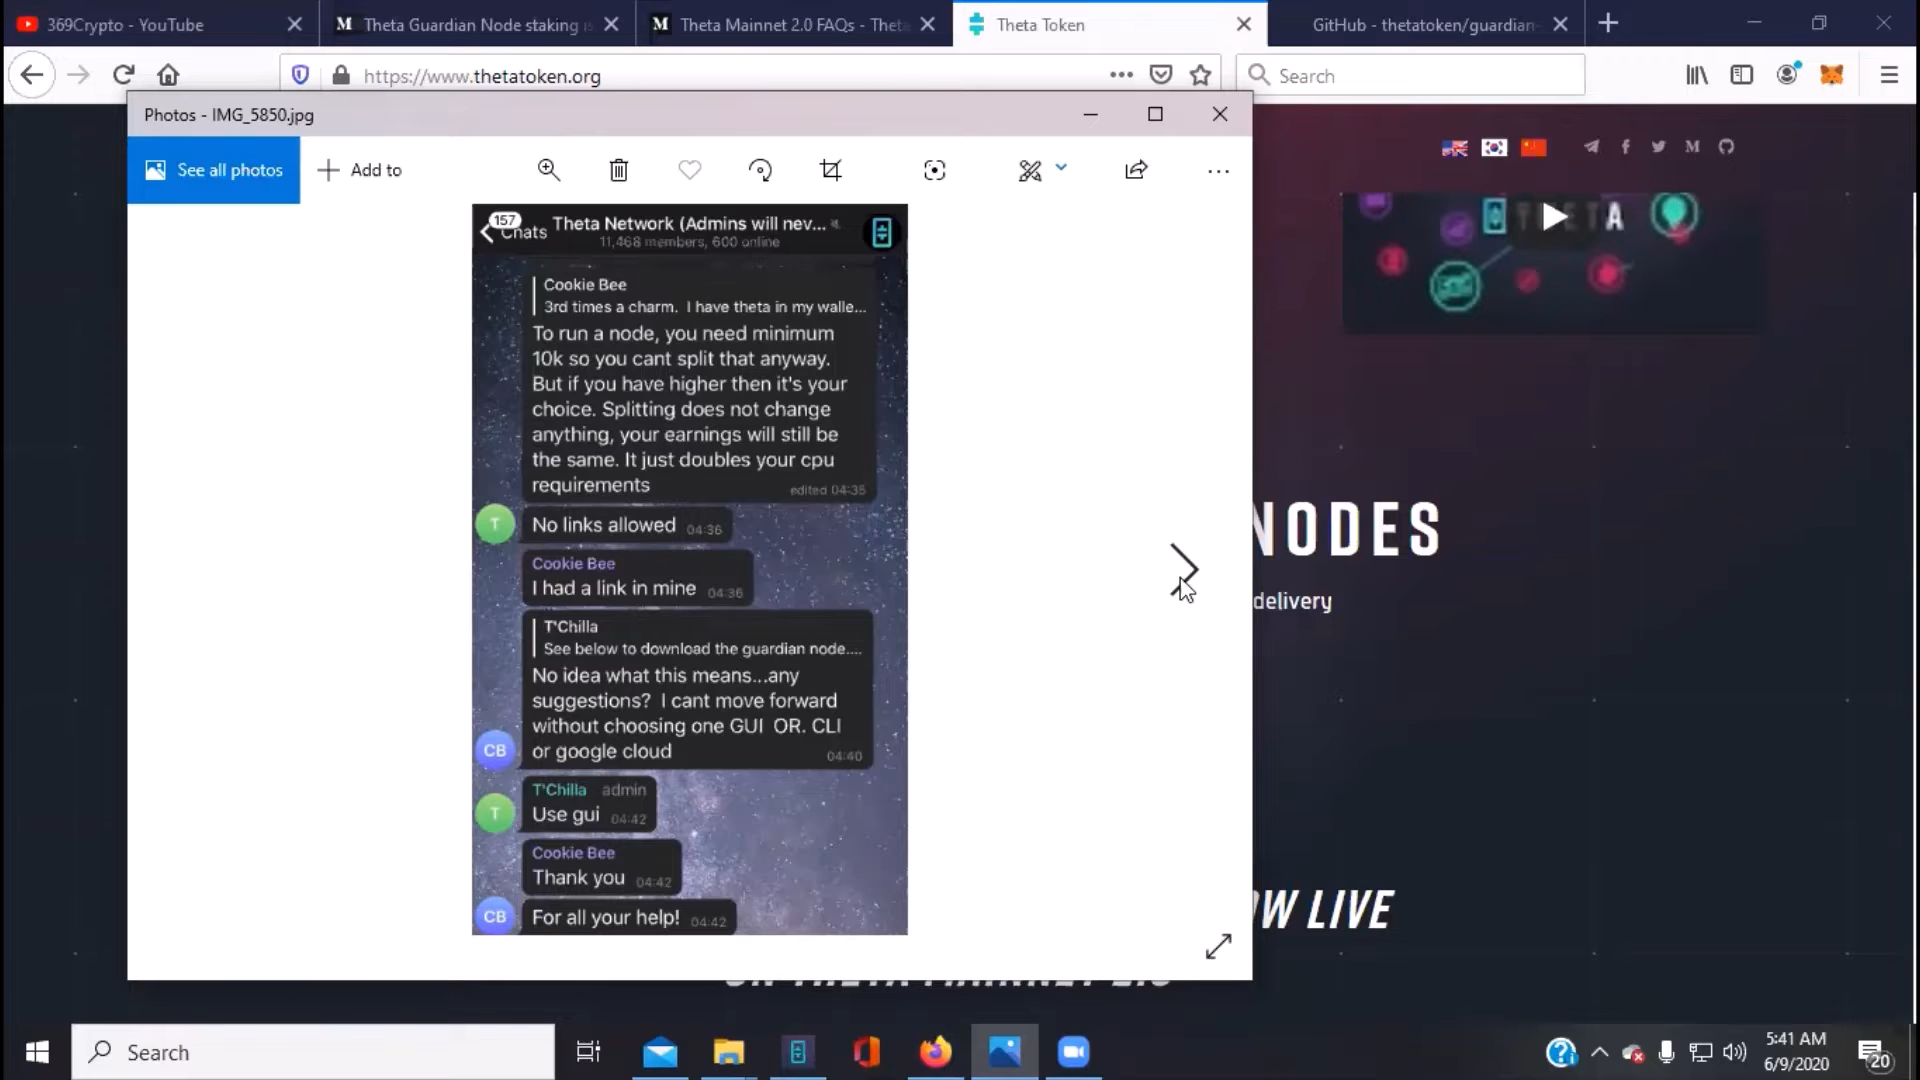 369Crypto - YouTube
Theta Guardian Node staking is
Theta Mainnet 2.0 FAQs - Theta
Theta Token
GitHub - thetatoken/guardian-
https://www.thetatoken.org
Search
Photos - IMG_5850.jpg
See all photos
Add to
157
Chats
Theta Network (Admins will nev...
11,468 members, 600 online
Cookie Bee
3rd times a charm. I have theta in my walle...
To run a node, you need minimum
10k so you cant split that anyway.
But if you have higher then it's your
choice. Splitting does not change
anything, your earnings will still be
the same. It just doubles your cpu
requirements
edited 04:35
T
No links allowed 04:36
Cookie Bee
I had a link in mine 04:36
T'Chilla
See below to download the guardian node....
No idea what this means...any
suggestions? I cant move forward
without choosing one GUI OR. CLI
or google cloud
04:40
CB
T'Chilla admin
Use gui 04:42
T
Cookie Bee
Thank you 04:42
CB
For all your help! 04:42
THETA
NODES
delivery
OW LIVE
ON THETA MAINNET 2.0
Search
5:41 AM
6/9/2020
20